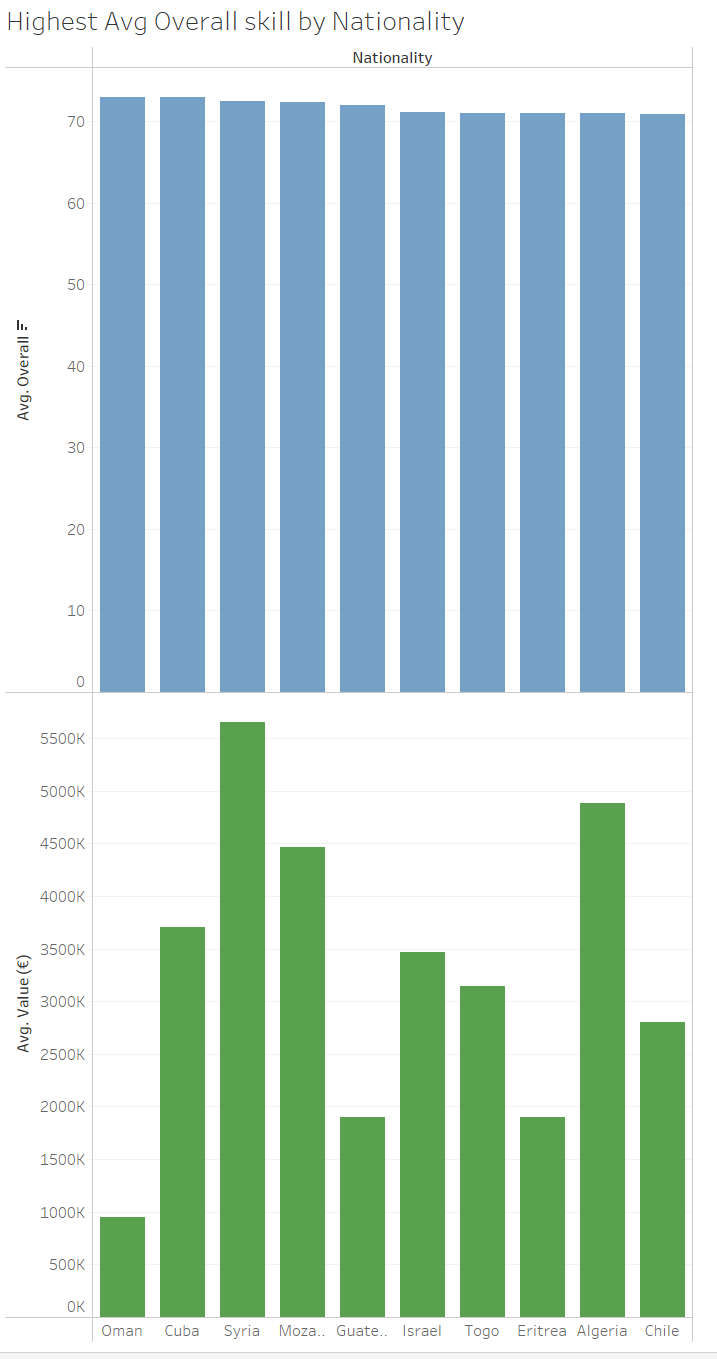 Highest Avg Overall skill by Nationality
Nationality
70
60
50
40
30
20
10
0
Avg. Overall
5500K
5000K
4500K
4000K
3500K
3000K
2500K
2000K
1500K
1000K
500K
0K
Avg. Value (€)
Oman Cuba Syria Moza.. Guate.. Israel Togo Eritrea Algeria Chile